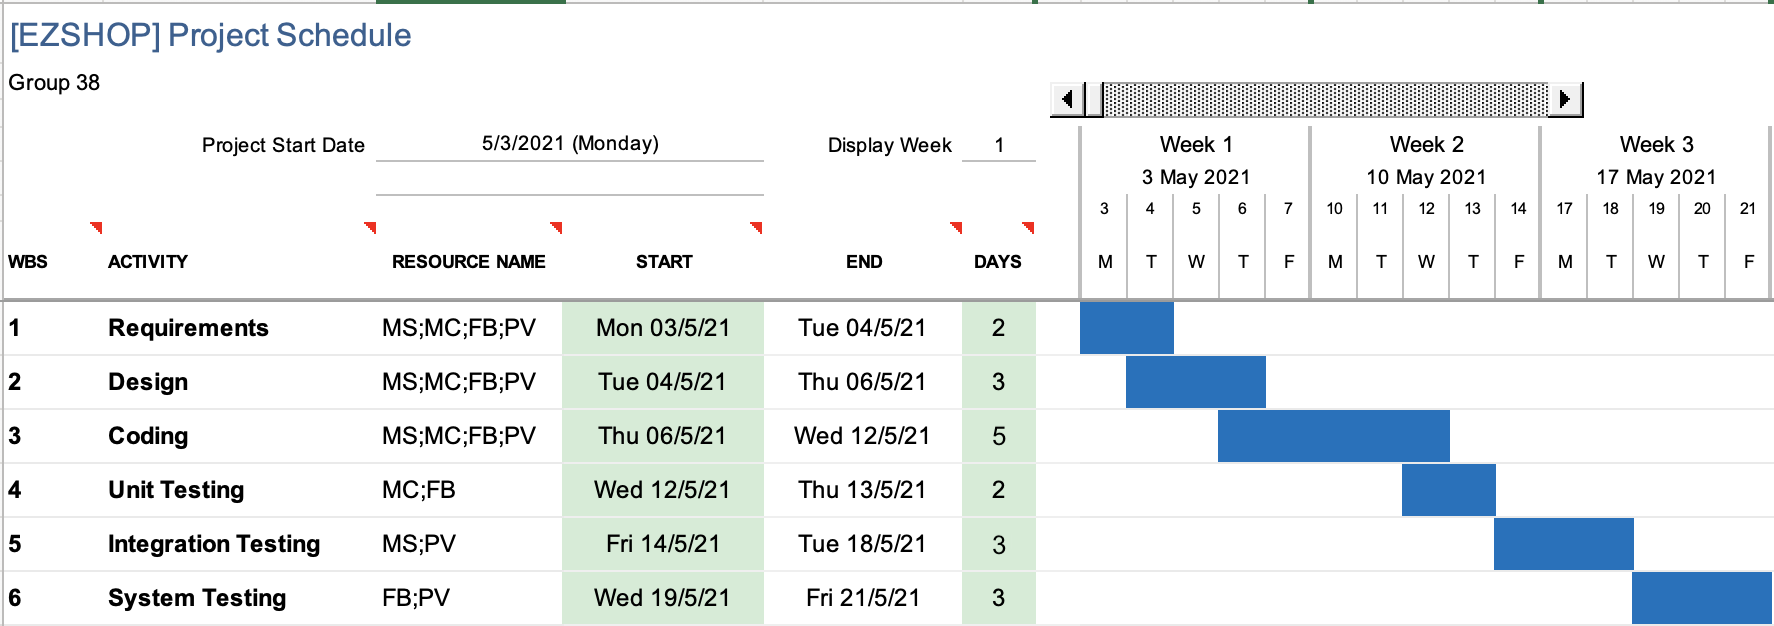 [EZSHOP] Project Schedule
Group 38
Project Start Date 5/3/2021 (Monday) Display Week 1
Week 1 Week 2 Week 3
3 May 2021 10 May 2021 17 May 2021
3 4 5 6 7 10 11 12 13 14 17 18 19 20 21
WBS ACTIVITY RESOURCE NAME START END DAYS M T W T F M T W T F M T W T F
1 Requirements MS;MC;FB;PV Mon 03/5/21 Tue 04/5/21 2
2 Design MS;MC;FB;PV Tue 04/5/21 Thu 06/5/21 3
3 Coding MS;MC;FB;PV Thu 06/5/21 Wed 12/5/21 5
4 Unit Testing MC;FB Wed 12/5/21 Thu 13/5/21 2
5 Integration Testing MS;PV Fri 14/5/21 Tue 18/5/21 3
6 System Testing FB;PV Wed 19/5/21 Fri 21/5/21 3